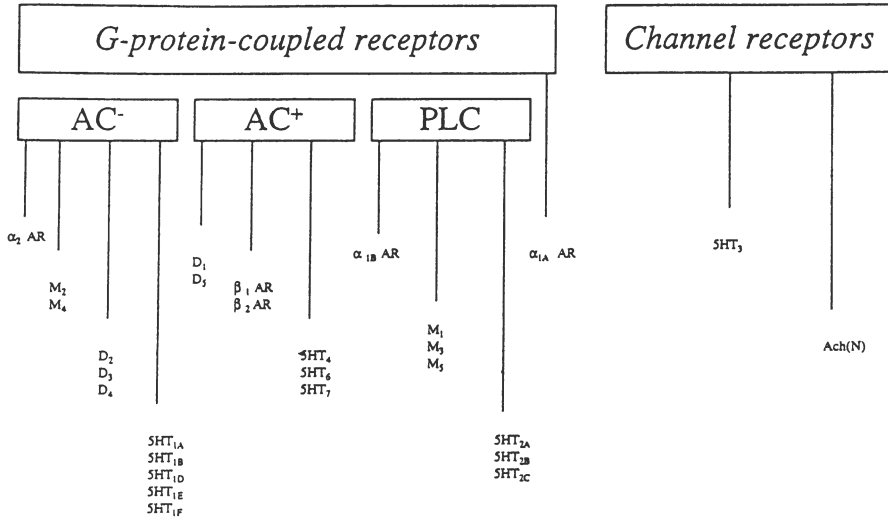 G-protein-coupled receptors
Channel receptors
AC⁻
AC⁺
PLC
α₂ AR
M₂
M₄
D₂
D₃
D₄
5HT₁A
5HT₁B
5HT₁D
5HT₁E
5HT₁F
D₁
D₅
β₁ AR
β₂ AR
5HT₄
5HT₆
5HT₇
α₁B AR
M₁
M₃
M₅
5HT₂A
5HT₂B
5HT₂C
α₁A AR
5HT₃
Ach(N)